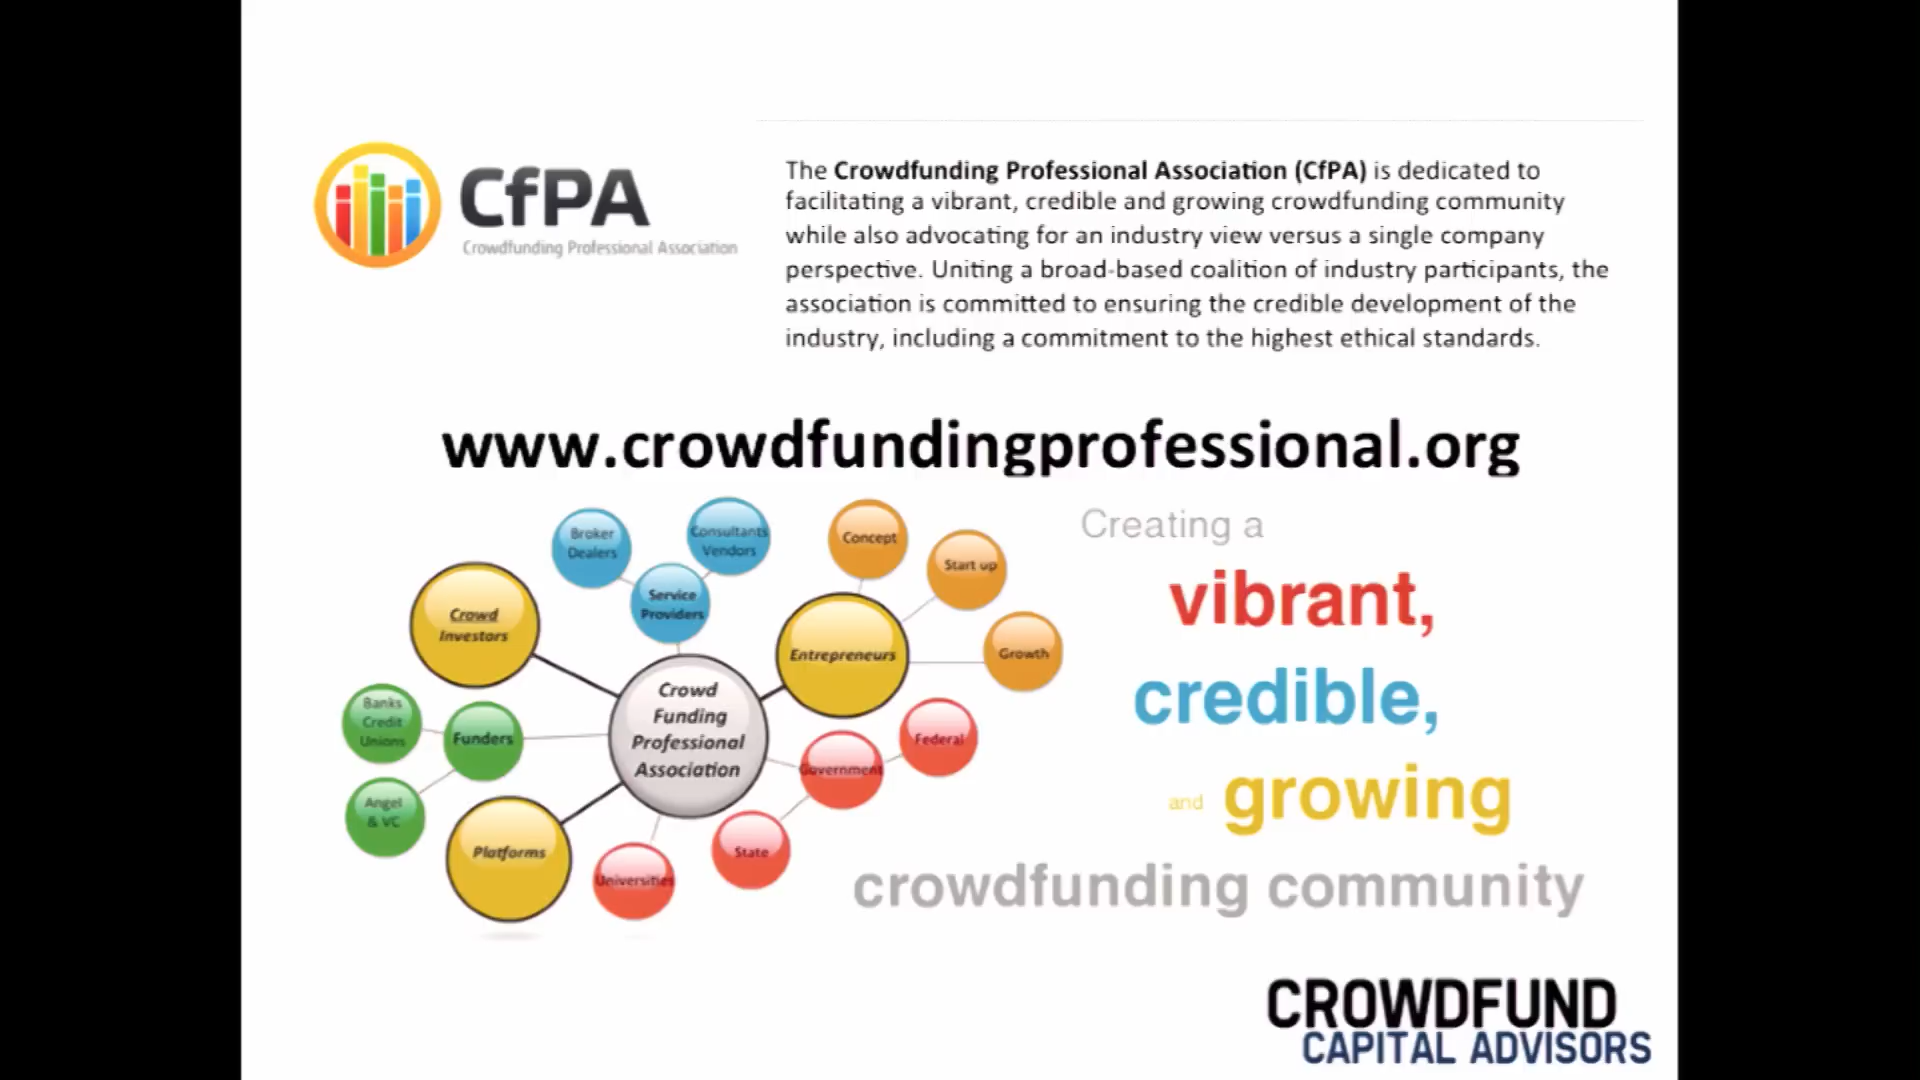 CfPA
Crowdfunding Professional Association
The Crowdfunding Professional Association (CfPA) is dedicated to
facilitating a vibrant, credible and growing crowdfunding community
while also advocating for an industry view versus a single company
perspective. Uniting a broad-based coalition of industry participants, the
association is committed to ensuring the credible development of the
industry, including a commitment to the highest ethical standards.
www.crowdfundingprofessional.org
Broker
Dealers
Consultants
Vendors
Service
Providers
Concept
Start up
Growth
Entrepreneurs
Crowd
Investors
Crowd
Funding
Professional
Association
Banks
Credit
Unions
Funders
Angel
& VC
Platforms
Universities
State
Government
Federal
Creating a
vibrant,
credible,
and growing
crowdfunding community
CROWDFUND
CAPITAL ADVISORS